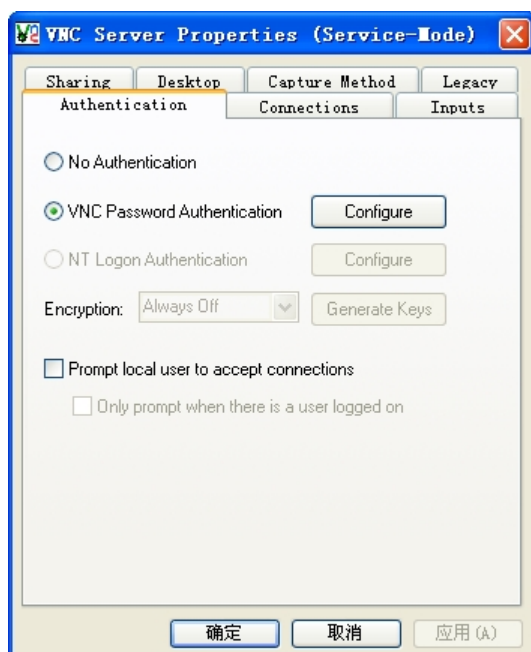 VNC Server Properties (Service-Mode)
Sharing Desktop Capture Method Legacy
Authentication Connections Inputs
No Authentication
VNC Password Authentication Configure
NT Logon Authentication Configure
Encryption: Always Off Generate Keys
Prompt local user to accept connections
Only prompt when there is a user logged on
确定 取消 应用(A)